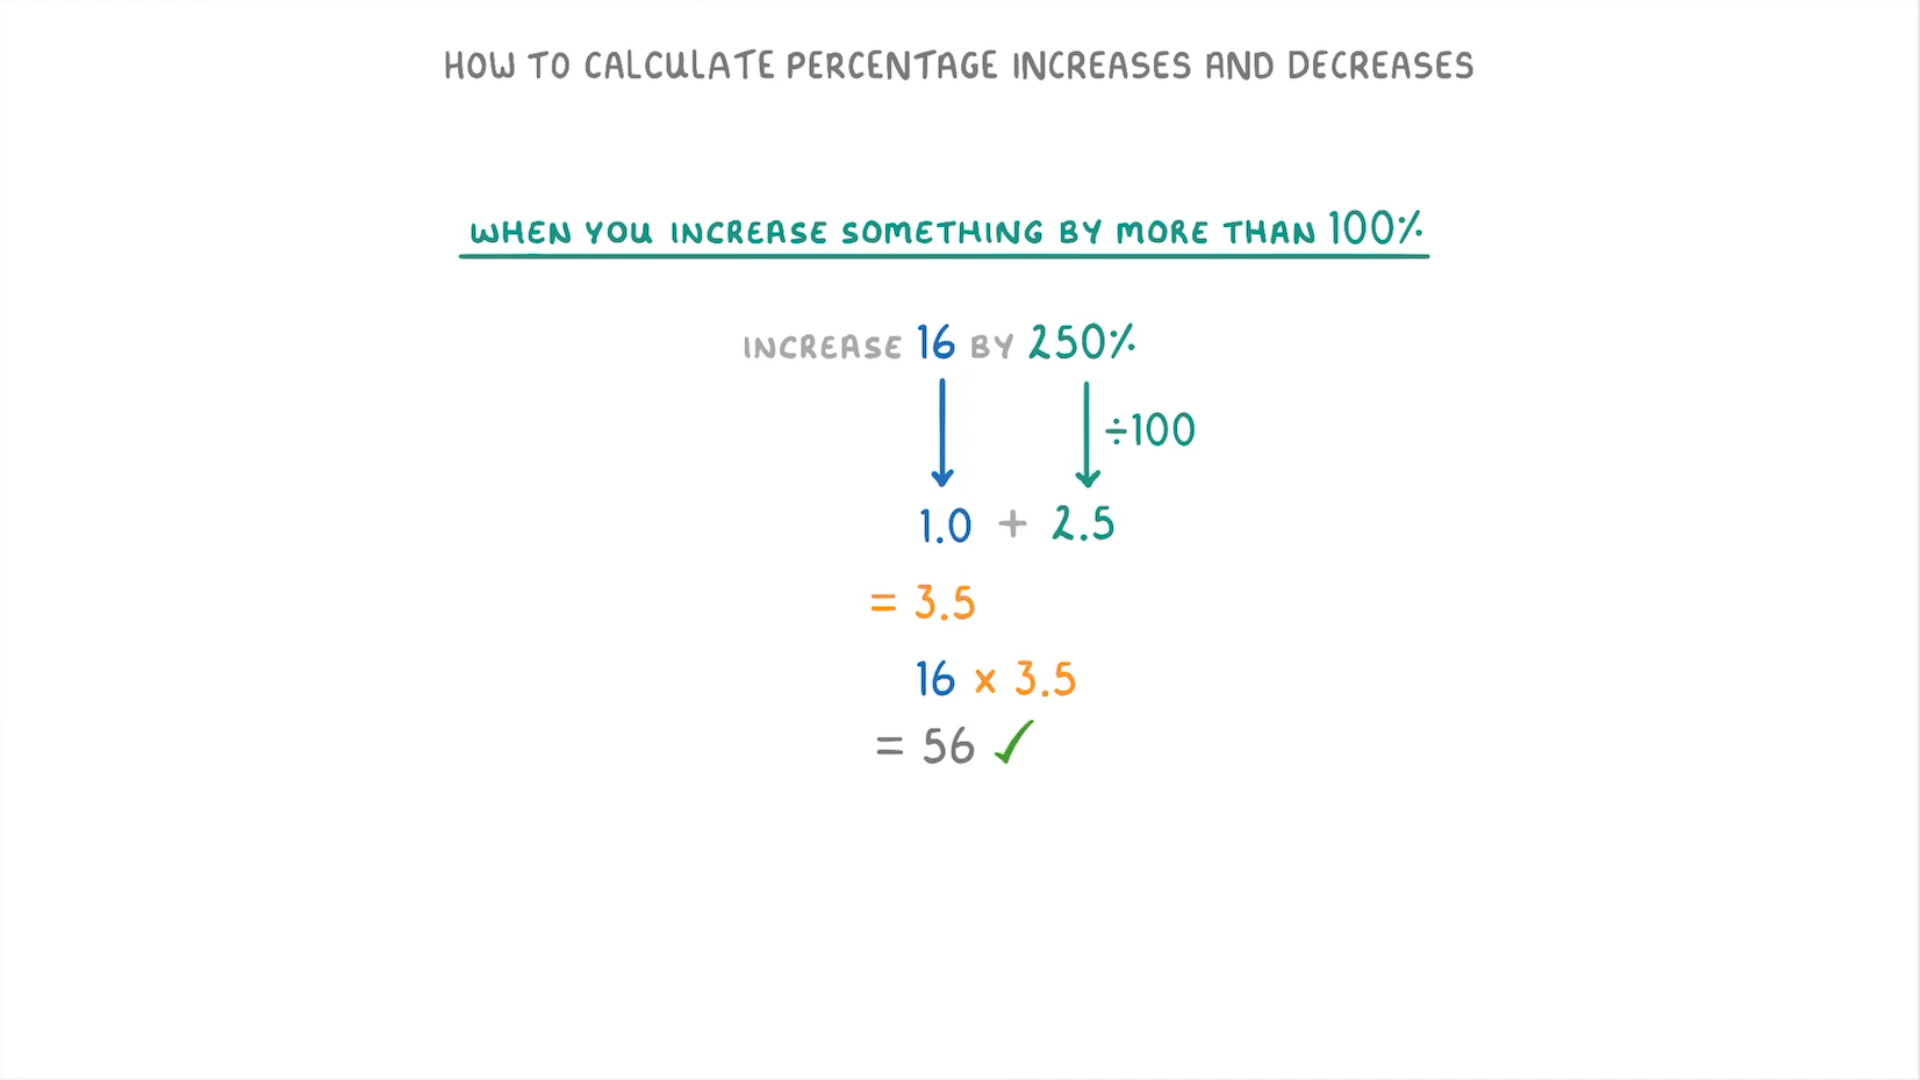 HOW TO CALCULATE PERCENTAGE INCREASES AND DECREASES
WHEN YOU INCREASE SOMETHING BY MORE THAN 100%
INCREASE 16 BY 250%
÷100
1.0 + 2.5
= 3.5
16 × 3.5
= 56 ✓